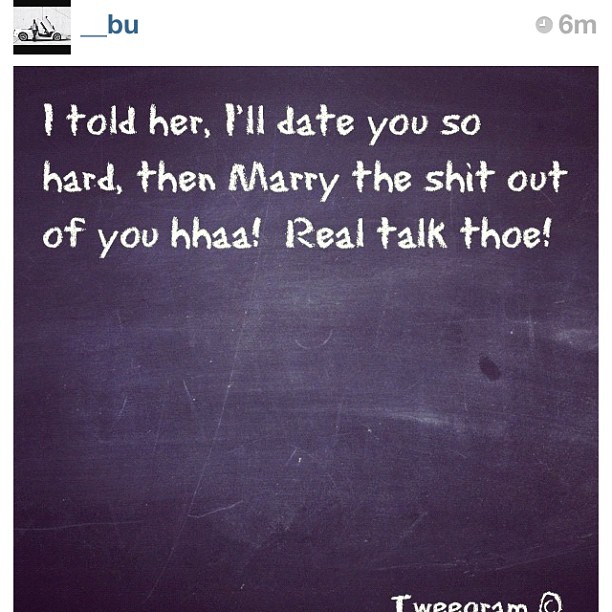 __bu
6m
I told her, I'll date you so
hard, then Marry the shit out
of you hhaa!  Real talk thoe!
Tweegram ©